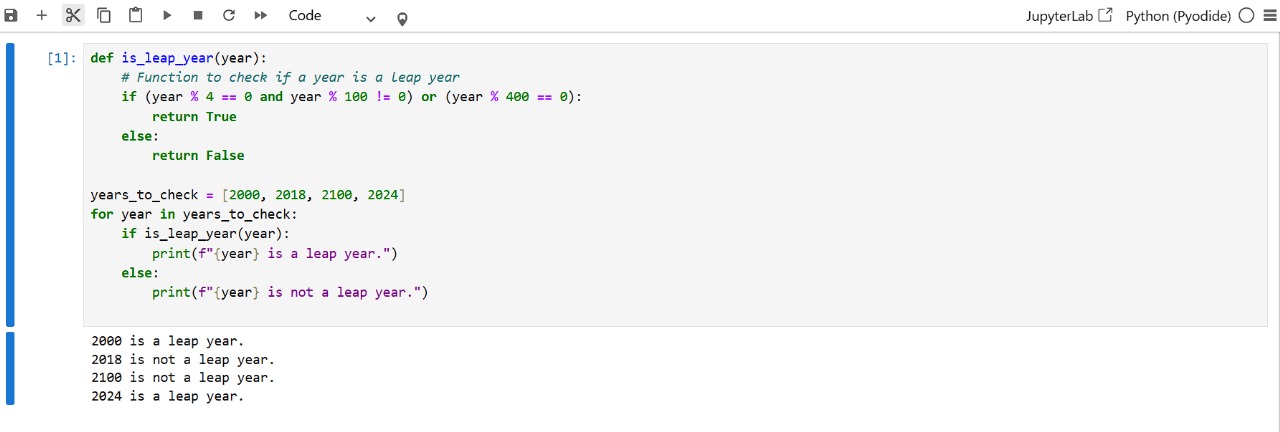 Code
JupyterLab Python (Pyodide)
[1]: def is_leap_year(year):
    # Function to check if a year is a leap year
    if (year % 4 == 0 and year % 100 != 0) or (year % 400 == 0):
        return True
    else:
        return False

years_to_check = [2000, 2018, 2100, 2024]
for year in years_to_check:
    if is_leap_year(year):
        print(f"{year} is a leap year.")
    else:
        print(f"{year} is not a leap year.")

2000 is a leap year.
2018 is not a leap year.
2100 is not a leap year.
2024 is a leap year.